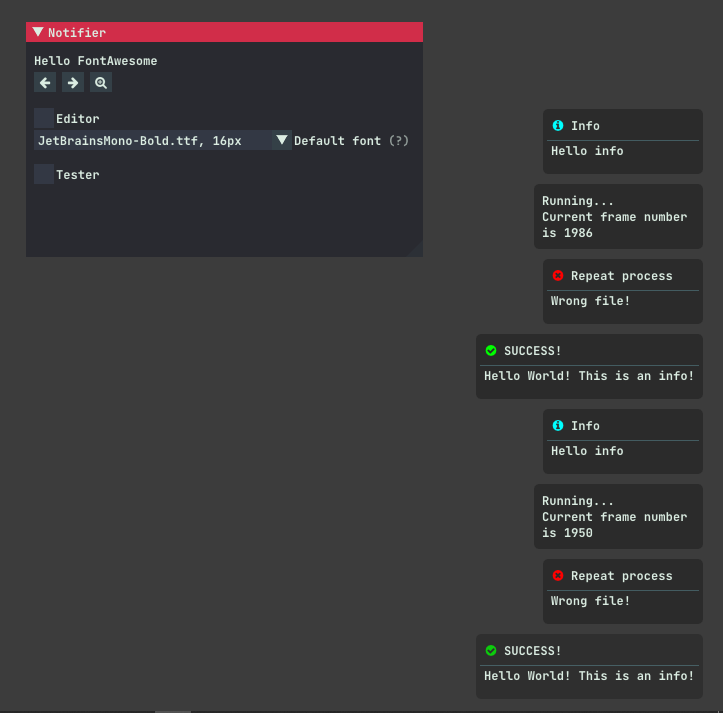 Notifier
Hello FontAwesome
Editor
JetBrainsMono-Bold.ttf, 16px
Default font (?)
Tester
Info
Hello info
Running...
Current frame number
is 1986
Repeat process
Wrong file!
SUCCESS!
Hello World! This is an info!
Info
Hello info
Running...
Current frame number
is 1950
Repeat process
Wrong file!
SUCCESS!
Hello World! This is an info!